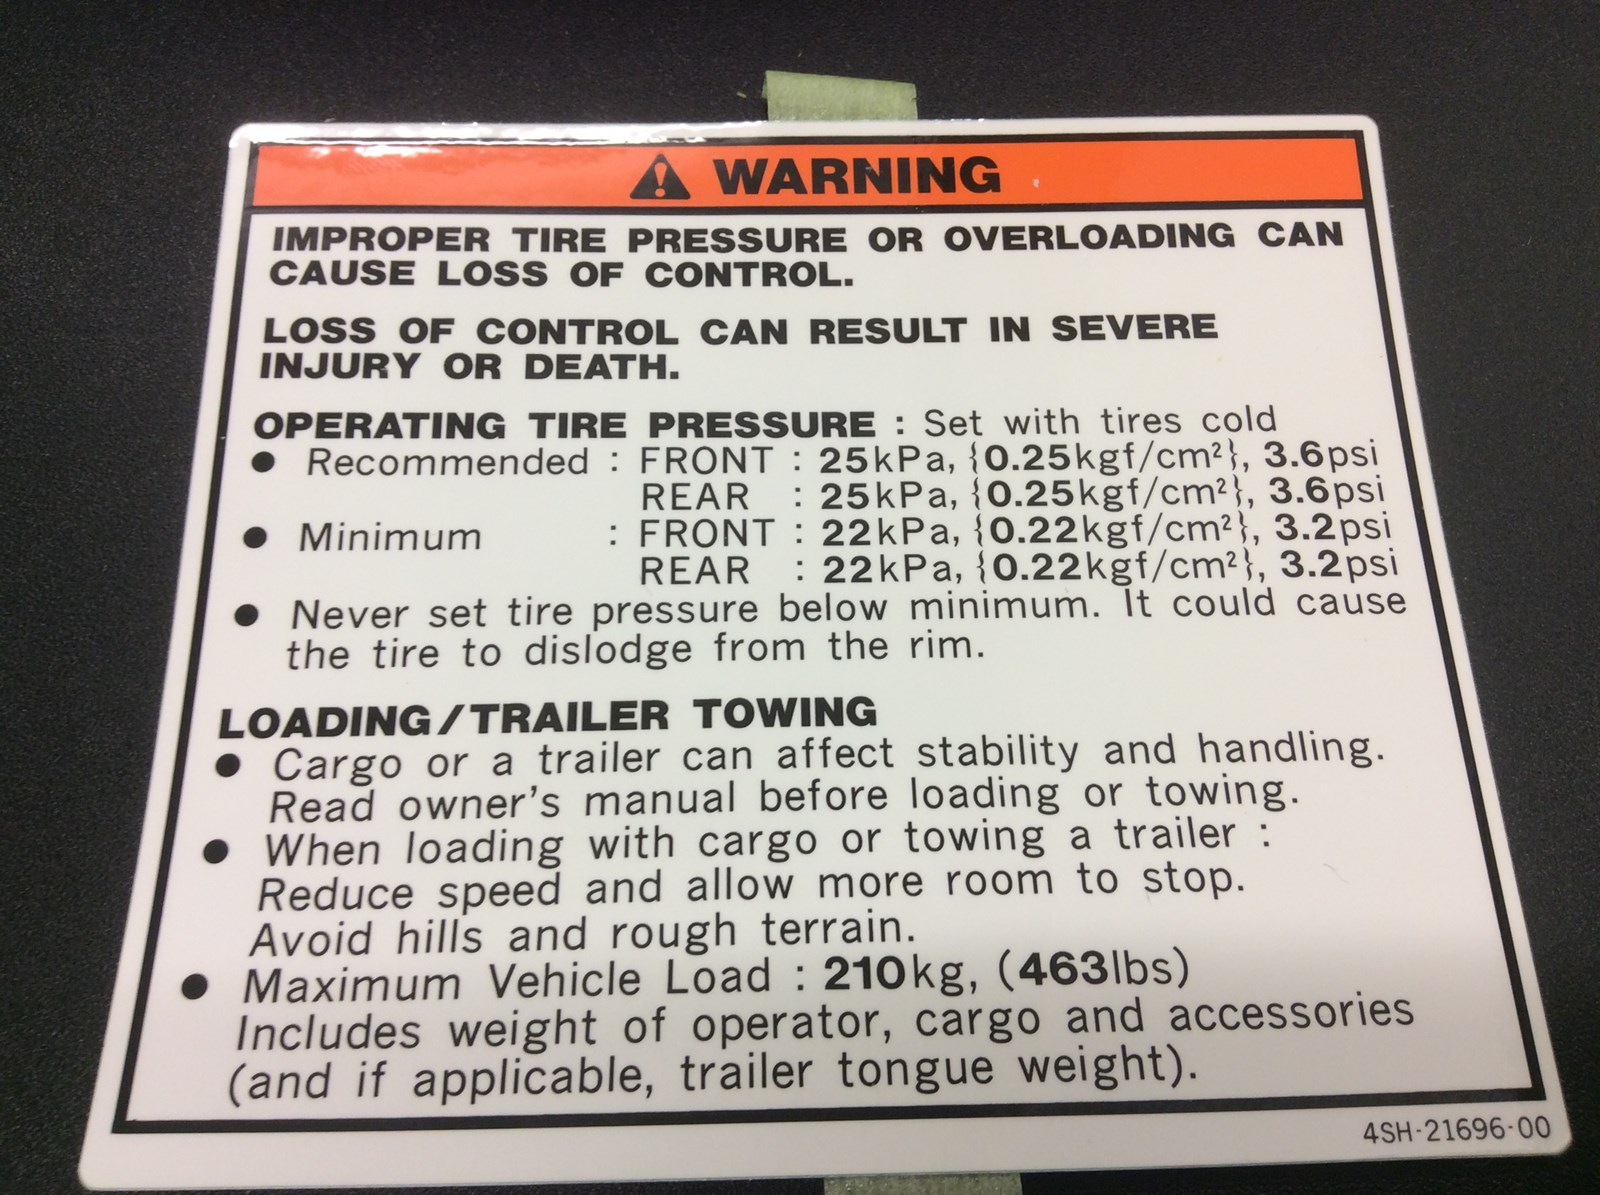 WARNING
IMPROPER TIRE PRESSURE OR OVERLOADING CAN
CAUSE LOSS OF CONTROL.
LOSS OF CONTROL CAN RESULT IN SEVERE
INJURY OR DEATH.
OPERATING TIRE PRESSURE : Set with tires cold
● Recommended : FRONT : 25kPa, {0.25kgf/cm²}, 3.6psi
REAR : 25kPa, {0.25kgf/cm²}, 3.6psi
● Minimum : FRONT : 22kPa, {0.22kgf/cm²}, 3.2psi
REAR : 22kPa, {0.22kgf/cm²}, 3.2psi
● Never set tire pressure below minimum. It could cause
the tire to dislodge from the rim.
LOADING/TRAILER TOWING
● Cargo or a trailer can affect stability and handling.
Read owner's manual before loading or towing.
● When loading with cargo or towing a trailer :
Reduce speed and allow more room to stop.
Avoid hills and rough terrain.
● Maximum Vehicle Load : 210kg, (463lbs)
Includes weight of operator, cargo and accessories
(and if applicable, trailer tongue weight).
4SH-21696-00